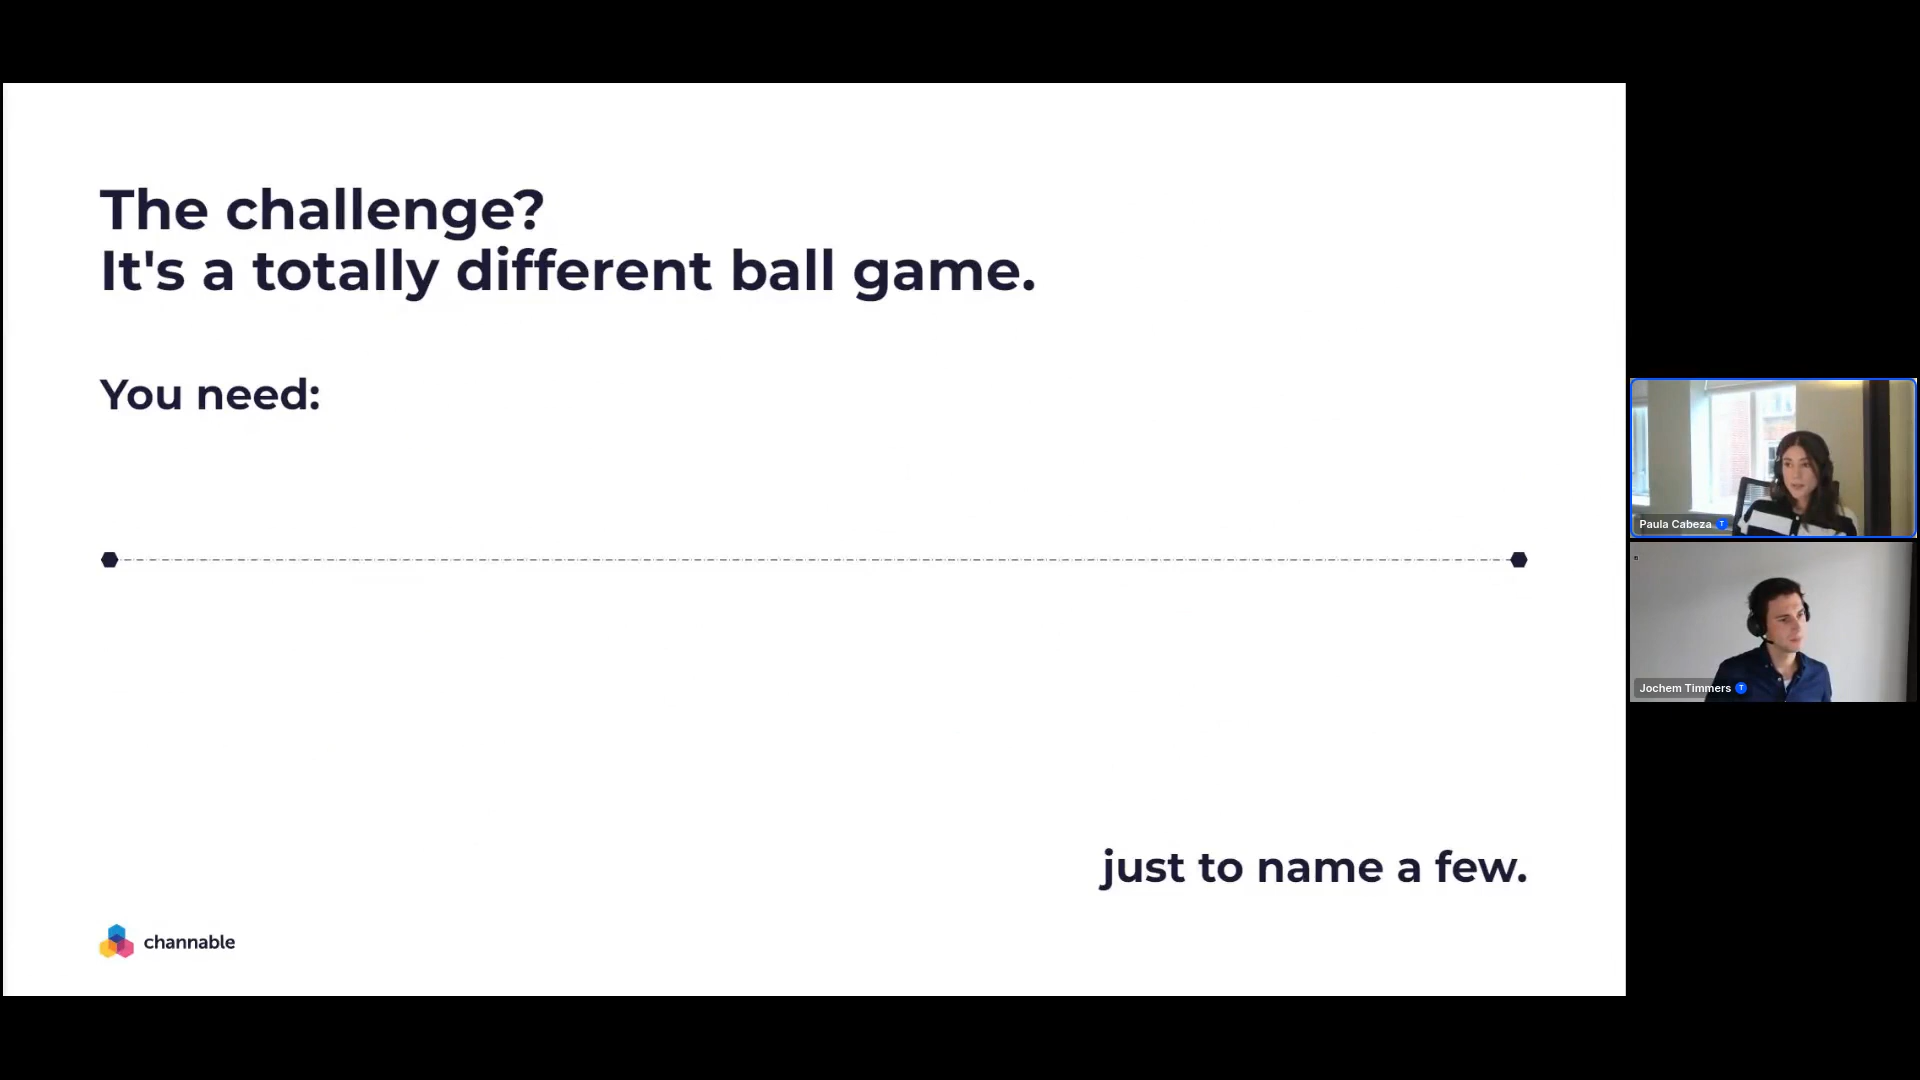 The challenge?
It's a totally different ball game.
You need:
just to name a few.
channable
Paula Cabeza T
Jochem Timmers T